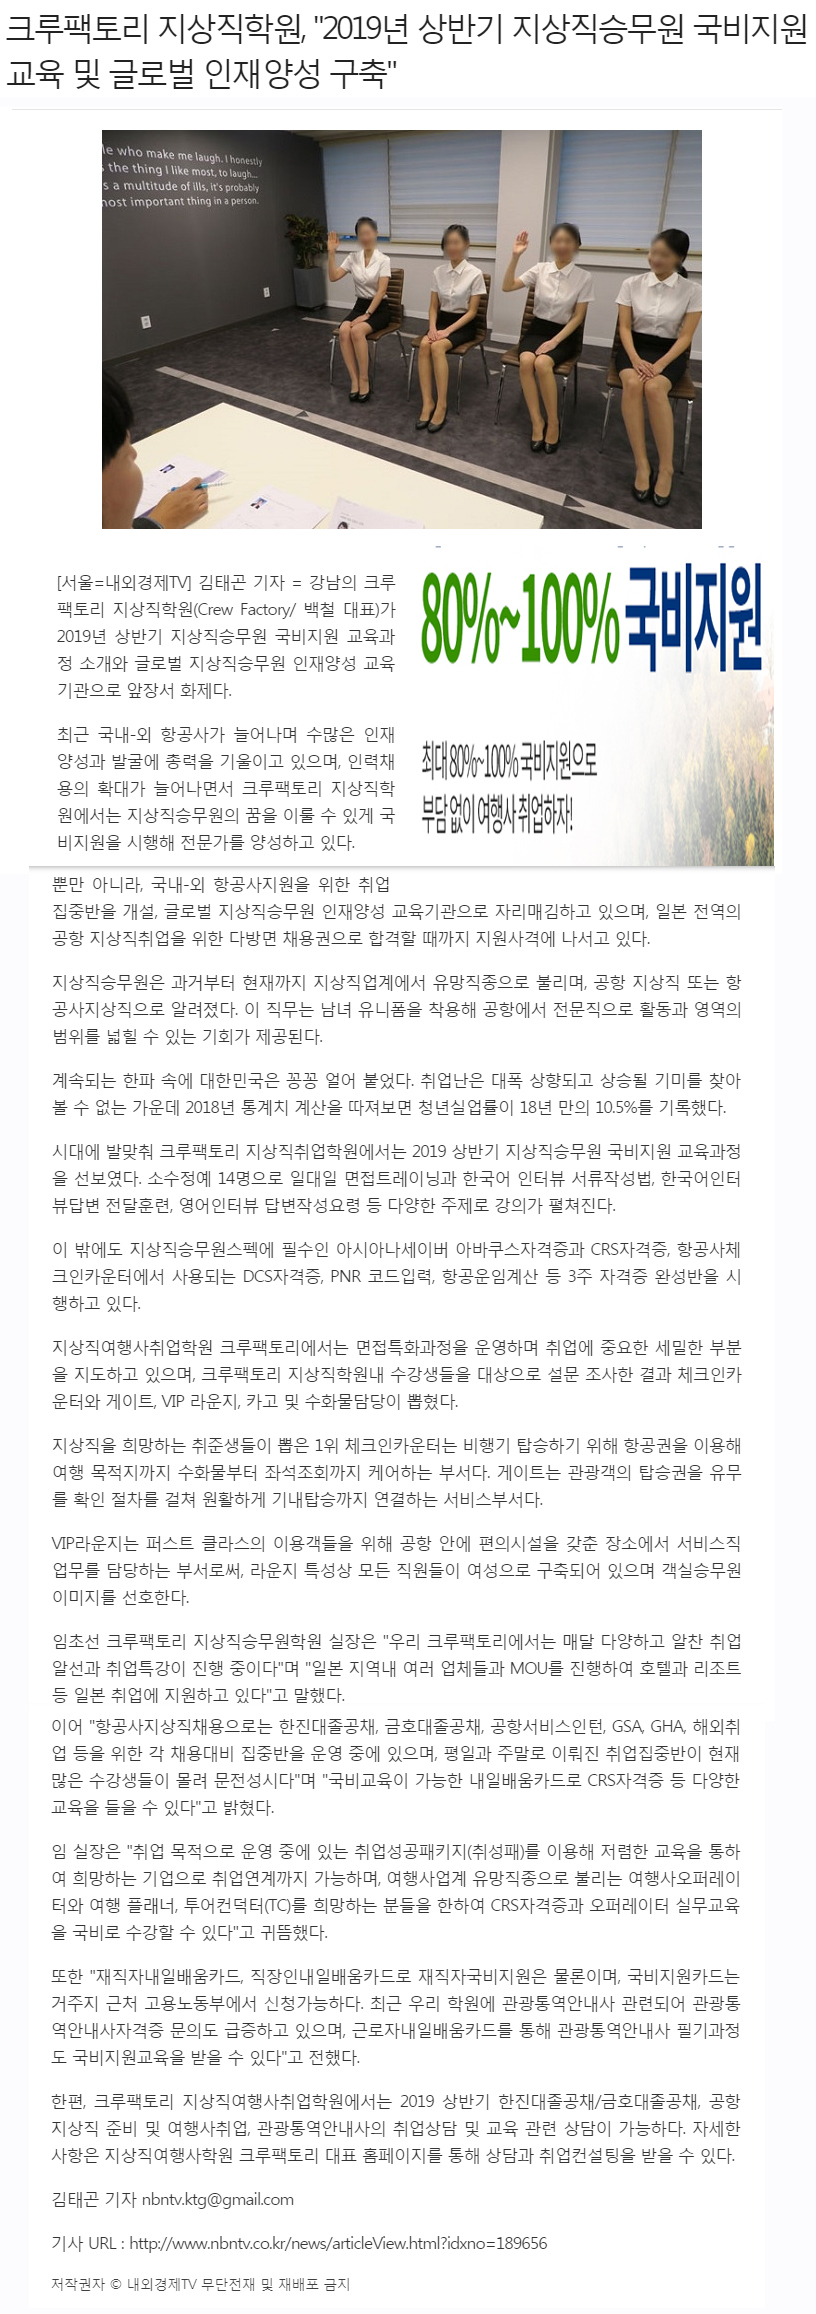 크루팩토리 지상직학원, "2019년 상반기 지상직승무원 국비지원
교육 및 글로벌 인재양성 구축"
le who make me laugh. I honestly
the thing I like most, to laugh...
s a multitude of ills, it's probably
most important thing in a person.
[서울=내외경제TV] 김태곤 기자 = 강남의 크루
팩토리 지상직학원(Crew Factory/ 백철 대표)가
2019년 상반기 지상직승무원 국비지원 교육과
정 소개와 글로벌 지상직승무원 인재양성 교육
기관으로 앞장서 화제다.
최근 국내-외 항공사가 늘어나며 수많은 인재
양성과 발굴에 총력을 기울이고 있으며, 인력채
용의 확대가 늘어나면서 크루팩토리 지상직학
원에서는 지상직승무원의 꿈을 이룰 수 있게 국
비지원을 시행해 전문가를 양성하고 있다.
80%~100% 국비지원
최대 80%~100% 국비지원으로
부담 없이 여행사 취업하자!
뿐만 아니라, 국내-외 항공사지원을 위한 취업
집중반을 개설, 글로벌 지상직승무원 인재양성 교육기관으로 자리매김하고 있으며, 일본 전역의
공항 지상직취업을 위한 다방면 채용권으로 합격할 때까지 지원사격에 나서고 있다.
지상직승무원은 과거부터 현재까지 지상직업계에서 유망직종으로 불리며, 공항 지상직 또는 항
공사지상직으로 알려졌다. 이 직무는 남녀 유니폼을 착용해 공항에서 전문직으로 활동과 영역의
범위를 넓힐 수 있는 기회가 제공된다.
계속되는 한파 속에 대한민국은 꽁꽁 얼어 붙었다. 취업난은 대폭 상향되고 상승될 기미를 찾아
볼 수 없는 가운데 2018년 통계치 계산을 따져보면 청년실업률이 18년 만의 10.5%를 기록했다.
시대에 발맞춰 크루팩토리 지상직취업학원에서는 2019 상반기 지상직승무원 국비지원 교육과정
을 선보였다. 소수정예 14명으로 일대일 면접트레이닝과 한국어 인터뷰 서류작성법, 한국어인터
뷰답변 전달훈련, 영어인터뷰 답변작성요령 등 다양한 주제로 강의가 펼쳐진다.
이 밖에도 지상직승무원스펙에 필수인 아시아나세이버 아바쿠스자격증과 CRS자격증, 항공사체
크인카운터에서 사용되는 DCS자격증, PNR 코드입력, 항공운임계산 등 3주 자격증 완성반을 시
행하고 있다.
지상직여행사취업학원 크루팩토리에서는 면접특화과정을 운영하며 취업에 중요한 세밀한 부분
을 지도하고 있으며, 크루팩토리 지상직학원내 수강생들을 대상으로 설문 조사한 결과 체크인카
운터와 게이트, VIP 라운지, 카고 및 수화물담당이 뽑혔다.
지상직을 희망하는 취준생들이 뽑은 1위 체크인카운터는 비행기 탑승하기 위해 항공권을 이용해
여행 목적지까지 수화물부터 좌석조회까지 케어하는 부서다. 게이트는 관광객의 탑승권을 유무
를 확인 절차를 걸쳐 원활하게 기내탑승까지 연결하는 서비스부서다.
VIP라운지는 퍼스트 클라스의 이용객들을 위해 공항 안에 편의시설을 갖춘 장소에서 서비스직
업무를 담당하는 부서로써, 라운지 특성상 모든 직원들이 여성으로 구축되어 있으며 객실승무원
이미지를 선호한다.
임초선 크루팩토리 지상직승무원학원 실장은 "우리 크루팩토리에서는 매달 다양하고 알찬 취업
알선과 취업특강이 진행 중이다"며 "일본 지역내 여러 업체들과 MOU를 진행하여 호텔과 리조트
등 일본 취업에 지원하고 있다"고 말했다.
이어 "항공사지상직채용으로는 한진대졸공채, 금호대졸공채, 공항서비스인턴, GSA, GHA, 해외취
업 등을 위한 각 채용대비 집중반을 운영 중에 있으며, 평일과 주말로 이뤄진 취업집중반이 현재
많은 수강생들이 몰려 문전성시다"며 "국비교육이 가능한 내일배움카드로 CRS자격증 등 다양한
교육을 들을 수 있다"고 밝혔다.
임 실장은 "취업 목적으로 운영 중에 있는 취업성공패키지(취성패)를 이용해 저렴한 교육을 통하
여 희망하는 기업으로 취업연계까지 가능하며, 여행사업계 유망직종으로 불리는 여행사오퍼레이
터와 여행 플래너, 투어컨덕터(TC)를 희망하는 분들을 한하여 CRS자격증과 오퍼레이터 실무교육
을 국비로 수강할 수 있다"고 귀뜸했다.
또한 "재직자내일배움카드, 직장인내일배움카드로 재직자국비지원은 물론이며, 국비지원카드는
거주지 근처 고용노동부에서 신청가능하다. 최근 우리 학원에 관광통역안내사 관련되어 관광통
역안내사자격증 문의도 급증하고 있으며, 근로자내일배움카드를 통해 관광통역안내사 필기과정
도 국비지원교육을 받을 수 있다"고 전했다.
한편, 크루팩토리 지상직여행사취업학원에서는 2019 상반기 한진대졸공채/금호대졸공채, 공항
지상직 준비 및 여행사취업, 관광통역안내사의 취업상담 및 교육 관련 상담이 가능하다. 자세한
사항은 지상직여행사학원 크루팩토리 대표 홈페이지를 통해 상담과 취업컨설팅을 받을 수 있다.
김태곤 기자 nbntv.ktg@gmail.com
기사 URL : http://www.nbntv.co.kr/news/articleView.html?idxno=189656
저작권자 © 내외경제TV 무단전재 및 재배포 금지